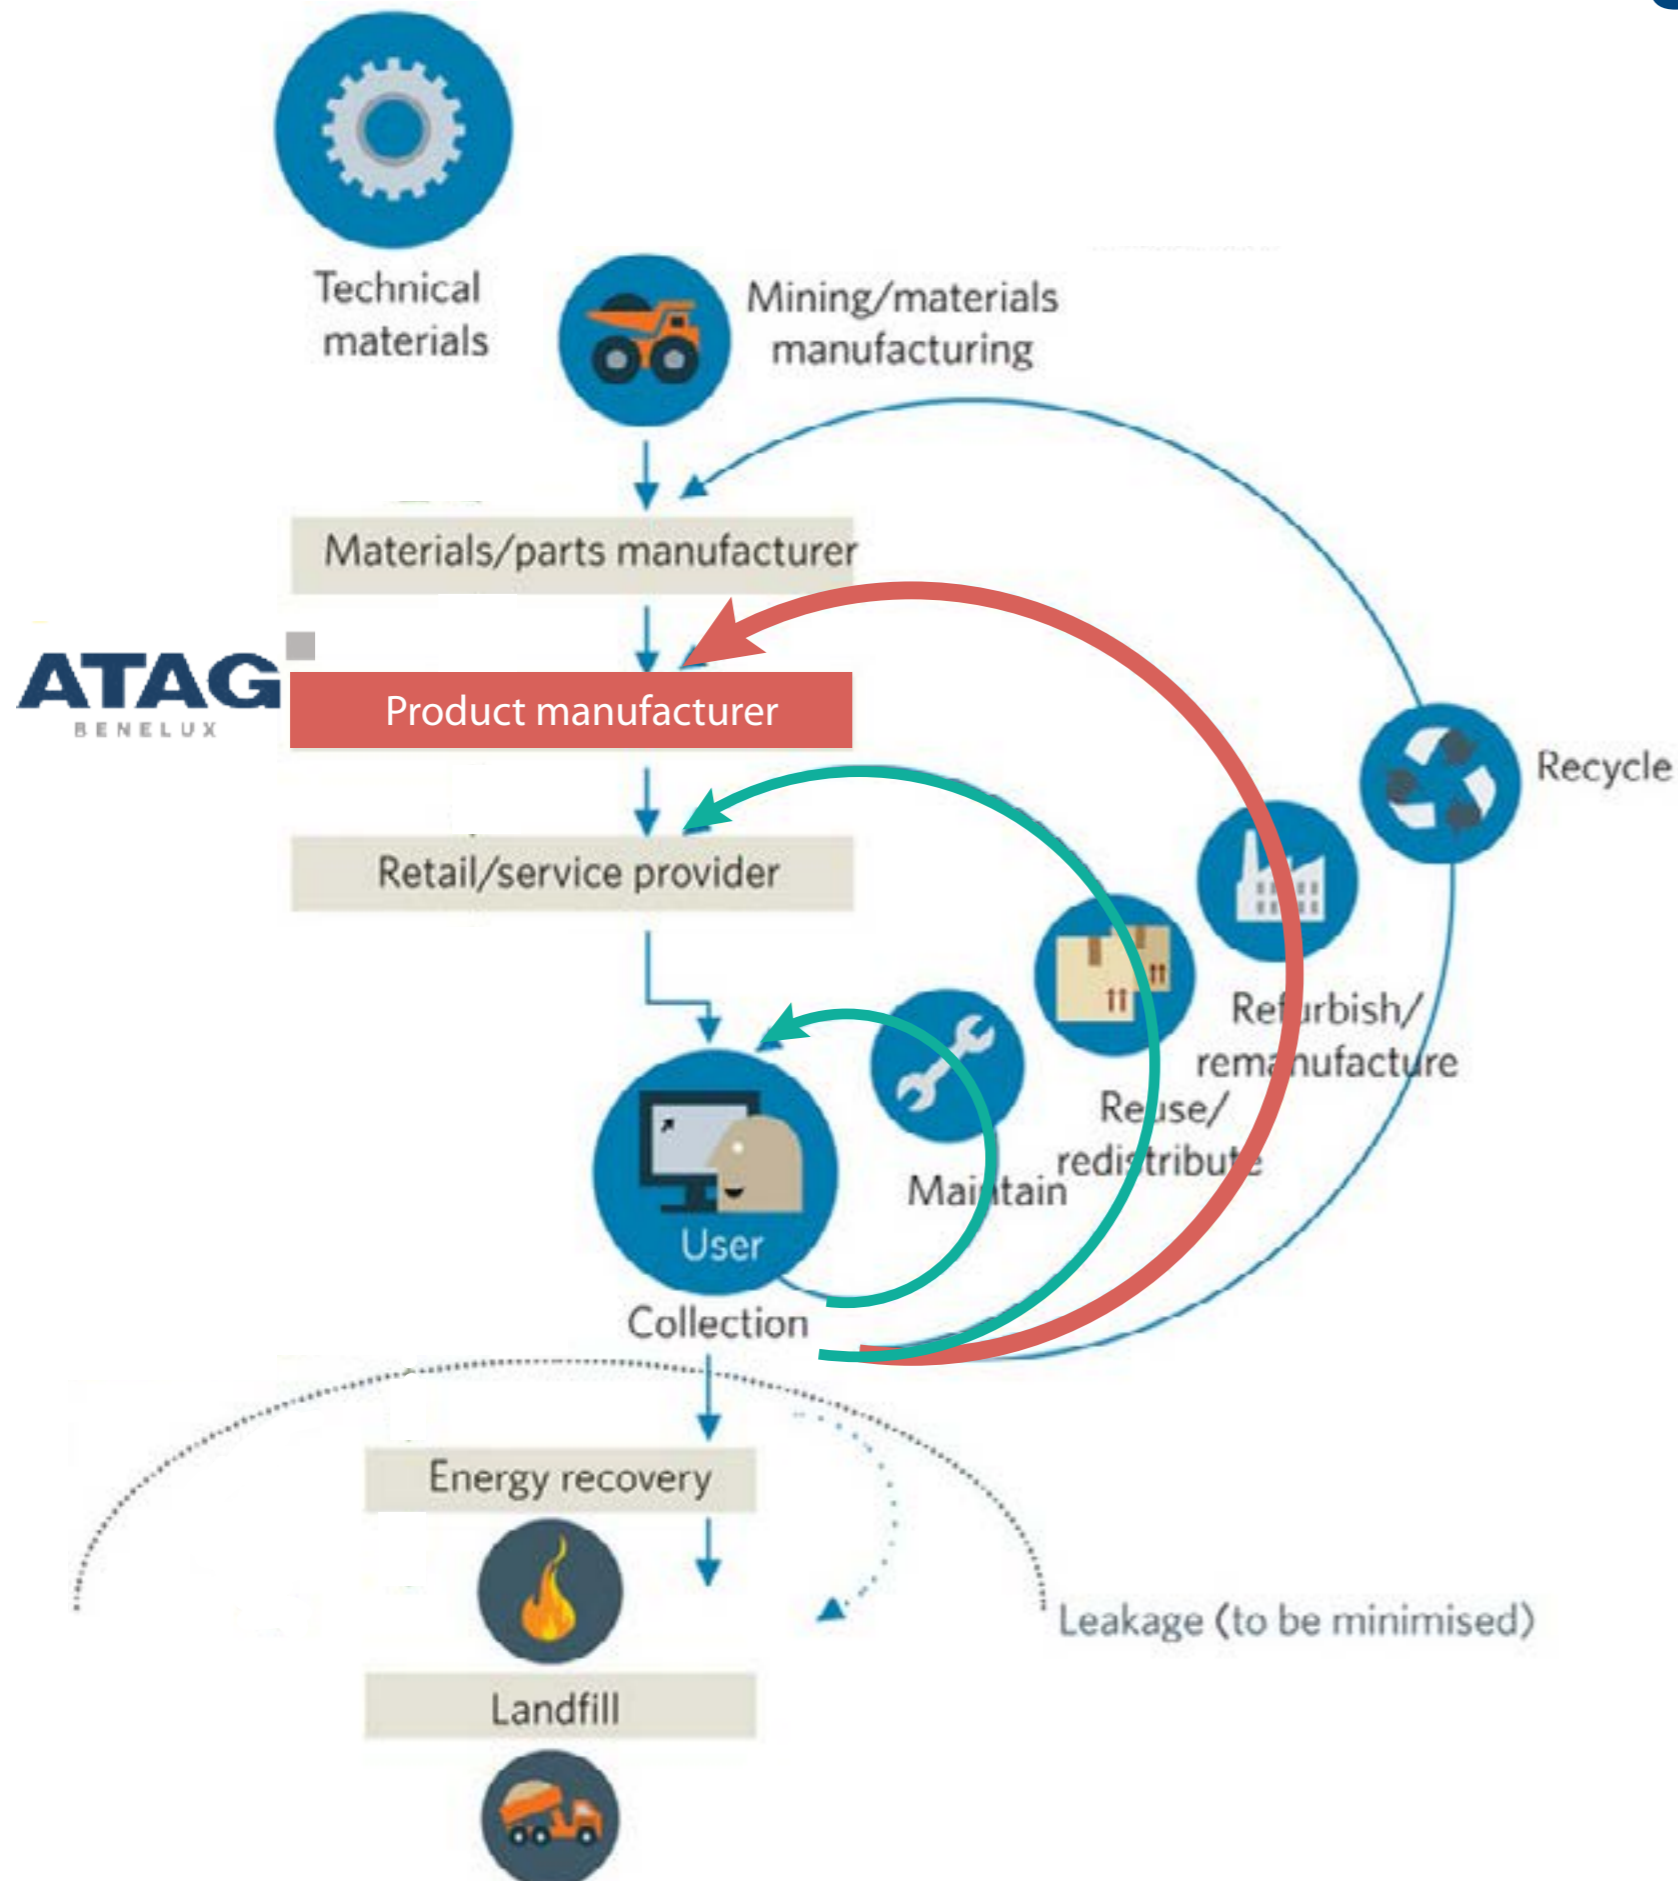 Technical
materials
Mining/materials
manufacturing
Materials/parts manufacturer
ATAG
BENELUX
Product manufacturer
Recycle
Retail/service provider
Refurbish/
remanufacture
Reuse/
redistribute
Maintain
User
Collection
Energy recovery
Leakage (to be minimised)
Landfill